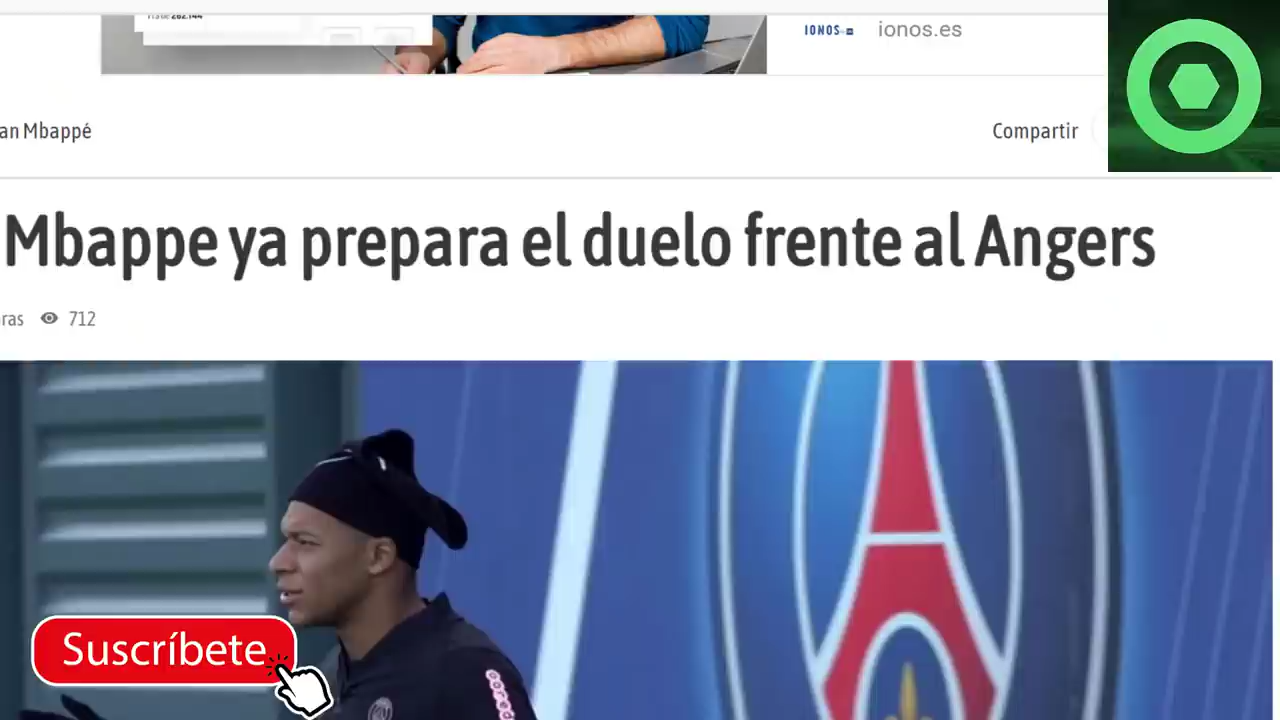 IONOS
ionos.es
an Mbappé
Compartir
Mbappe ya prepara el duelo frente al Angers
ras 712
Suscríbete